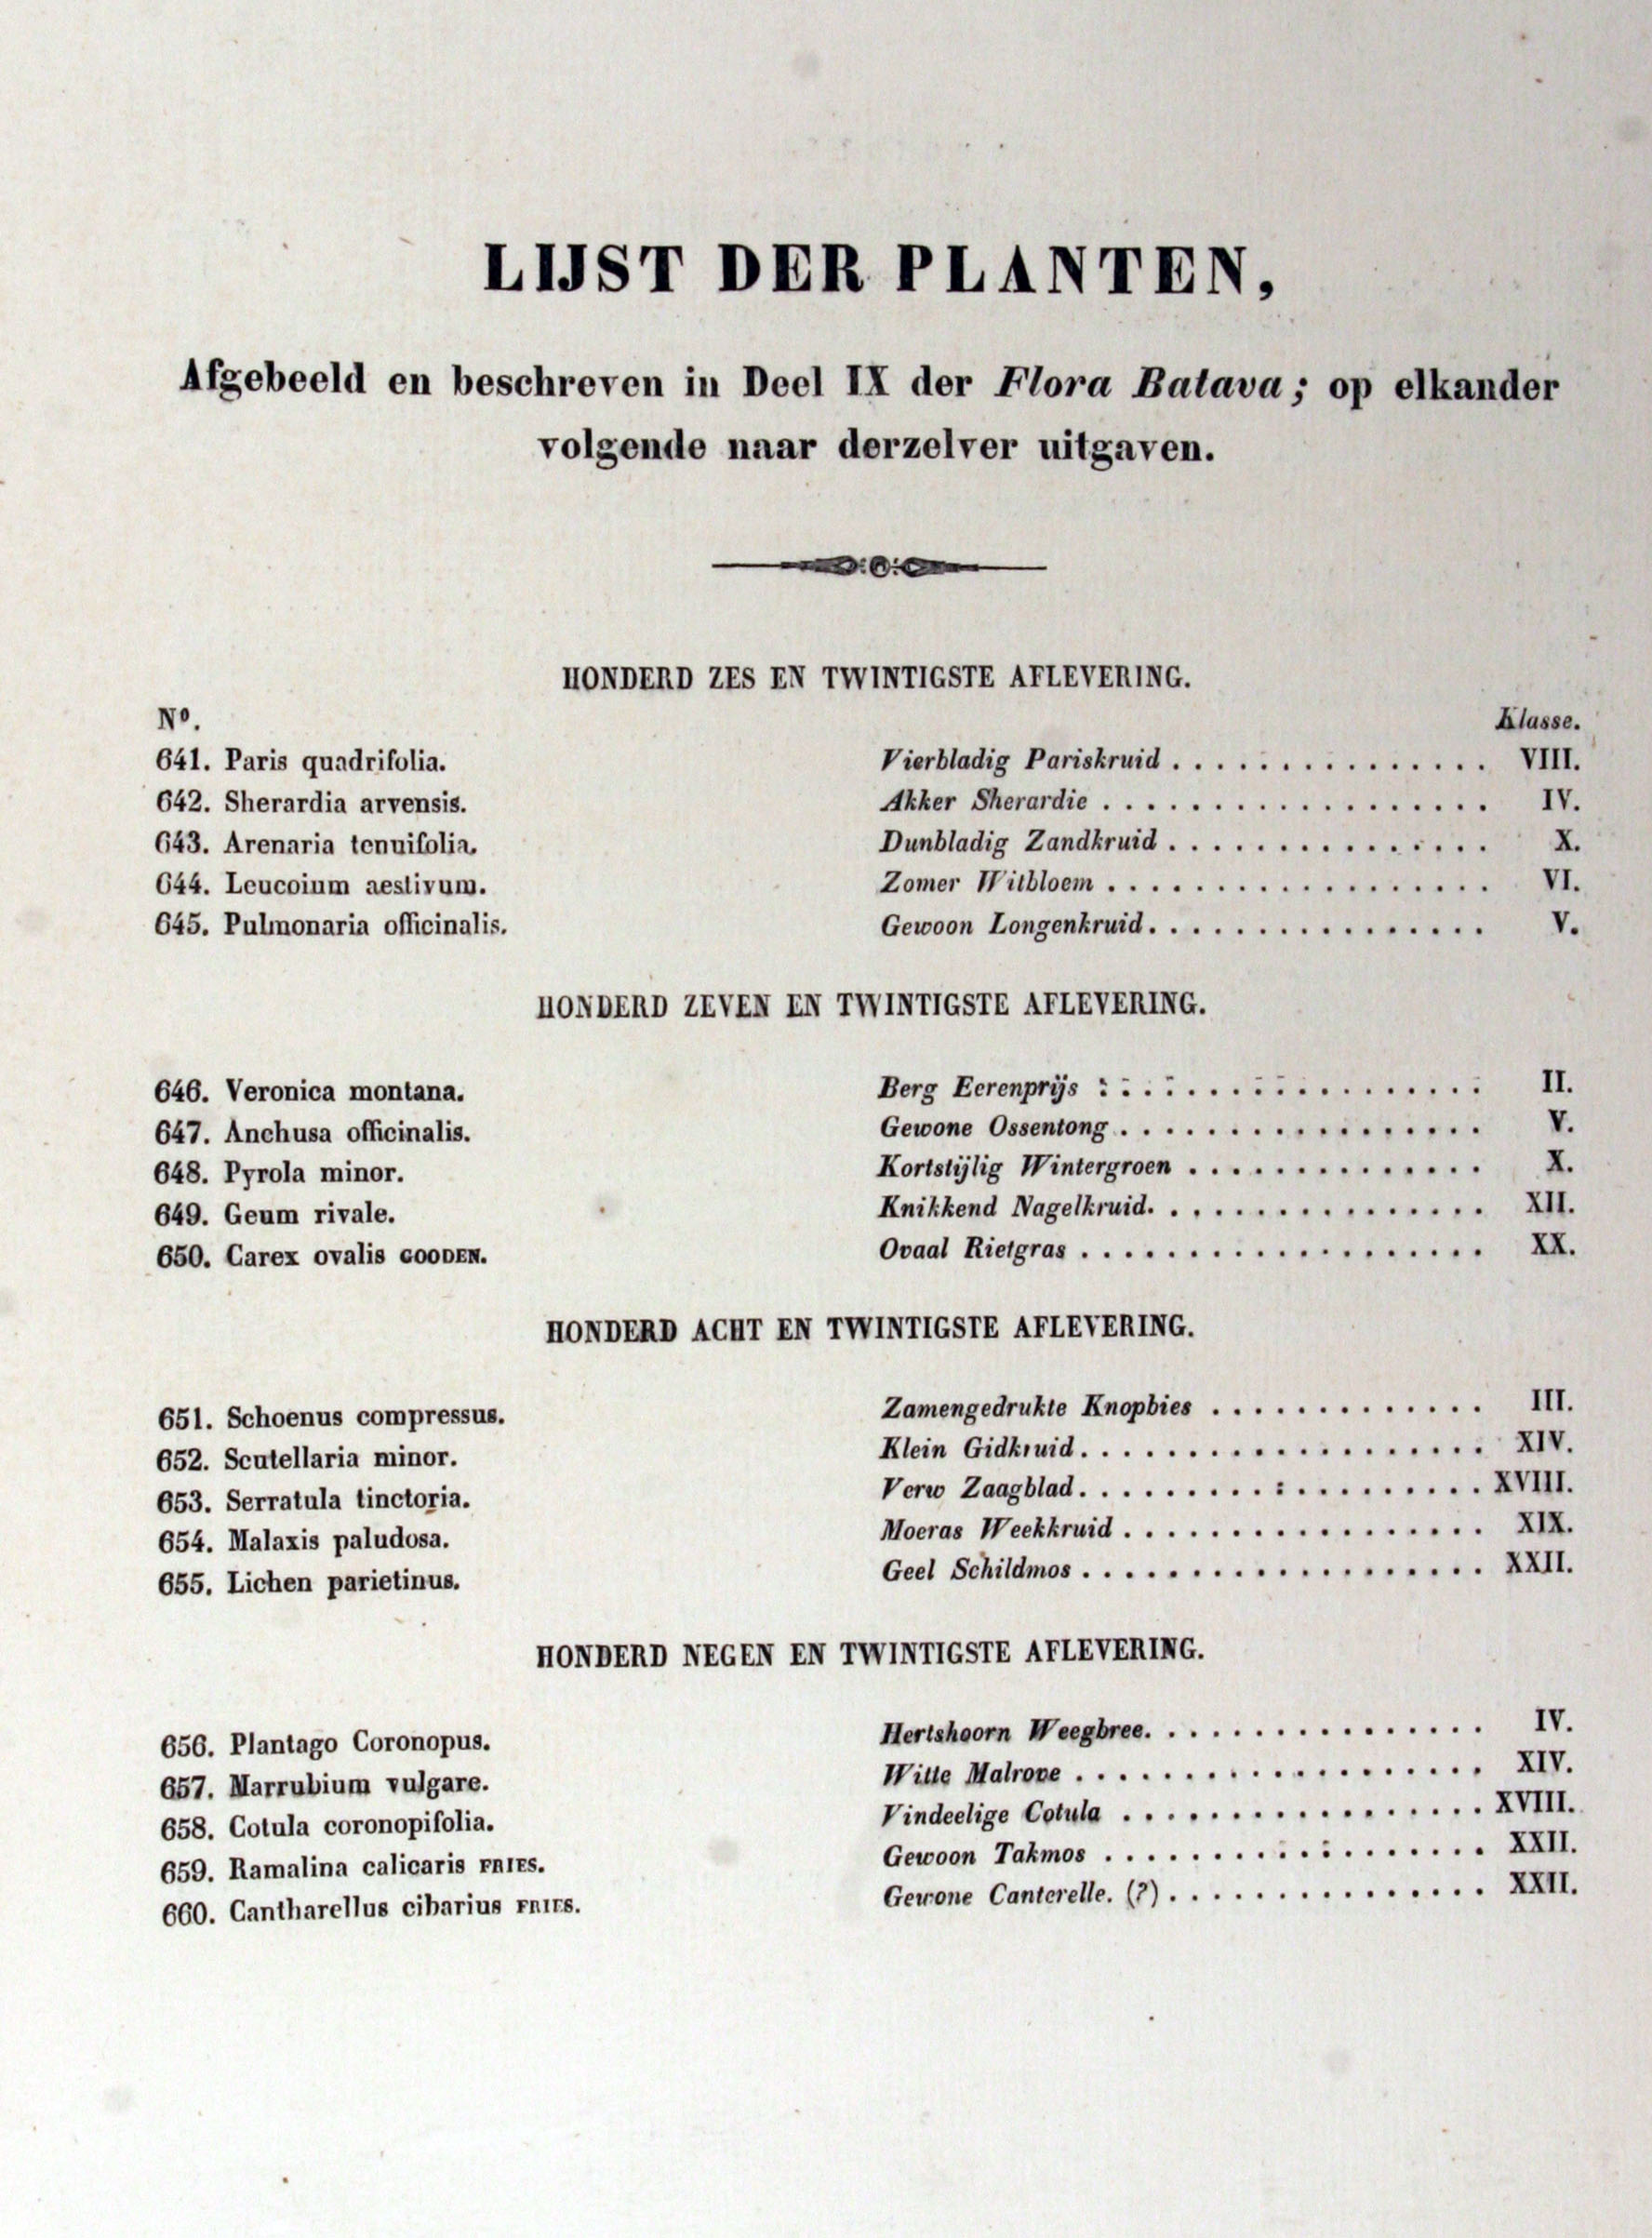 LIJST DER PLANTEN,
Afgebeeld en beschreven in Deel IX der Flora Batava; op elkander
volgende naar derzelver uitgaven.
HONDERD ZES EN TWINTIGSTE AFLEVERING.
No. Klasse.
641. Paris quadrifolia. Vierbladig Pariskruid . . . . . . . . . . . . . . . VIII.
642. Sherardia arvensis. Akker Sherardie . . . . . . . . . . . . . . . . . . IV.
643. Arenaria tenuifolia. Dunbladig Zandkruid . . . . . . . . . . . . . . . X.
644. Leucoium aestivum. Zomer Witbloem . . . . . . . . . . . . . . . . . . VI.
645. Pulmonaria officinalis. Gewoon Longenkruid. . . . . . . . . . . . . . . . V.
HONDERD ZEVEN EN TWINTIGSTE AFLEVERING.
646. Veronica montana. Berg Eerenprijs . . . . . . . . . . . . . . . . . . II.
647. Anchusa officinalis. Gewone Ossentong . . . . . . . . . . . . . . . . . V.
648. Pyrola minor. Kortstijlig Wintergroen . . . . . . . . . . . . . . X.
649. Geum rivale. Knikkend Nagelkruid. . . . . . . . . . . . . . . . XII.
650. Carex ovalis GOODEN. Ovaal Rietgras . . . . . . . . . . . . . . . . . . . XX.
HONDERD ACHT EN TWINTIGSTE AFLEVERING.
651. Schoenus compressus. Zamengedrukte Knopbies . . . . . . . . . . . . . III.
652. Scutellaria minor. Klein Gidkruid. . . . . . . . . . . . . . . . . . . XIV.
653. Serratula tinctoria. Verw Zaagblad. . . . . . . . . . . . . . . . . . . XVIII.
654. Malaxis paludosa. Moeras Weekkruid . . . . . . . . . . . . . . . . . XIX.
655. Lichen parietinus. Geel Schildmos . . . . . . . . . . . . . . . . . . . XXII.
HONDERD NEGEN EN TWINTIGSTE AFLEVERING.
656. Plantago Coronopus. Hertshoorn Weegbree. . . . . . . . . . . . . . . . IV.
657. Marrubium vulgare. Witte Malrove . . . . . . . . . . . . . . . . . . . XIV.
658. Cotula coronopifolia. Vindeelige Cotula . . . . . . . . . . . . . . . . . XVIII.
659. Ramalina calicaris FRIES. Gewoon Takmos . . . . . . . . . . . . . . . . . . XXII.
660. Cantharellus cibarius FRIES. Gewone Canterelle. (?) . . . . . . . . . . . . . . . XXII.